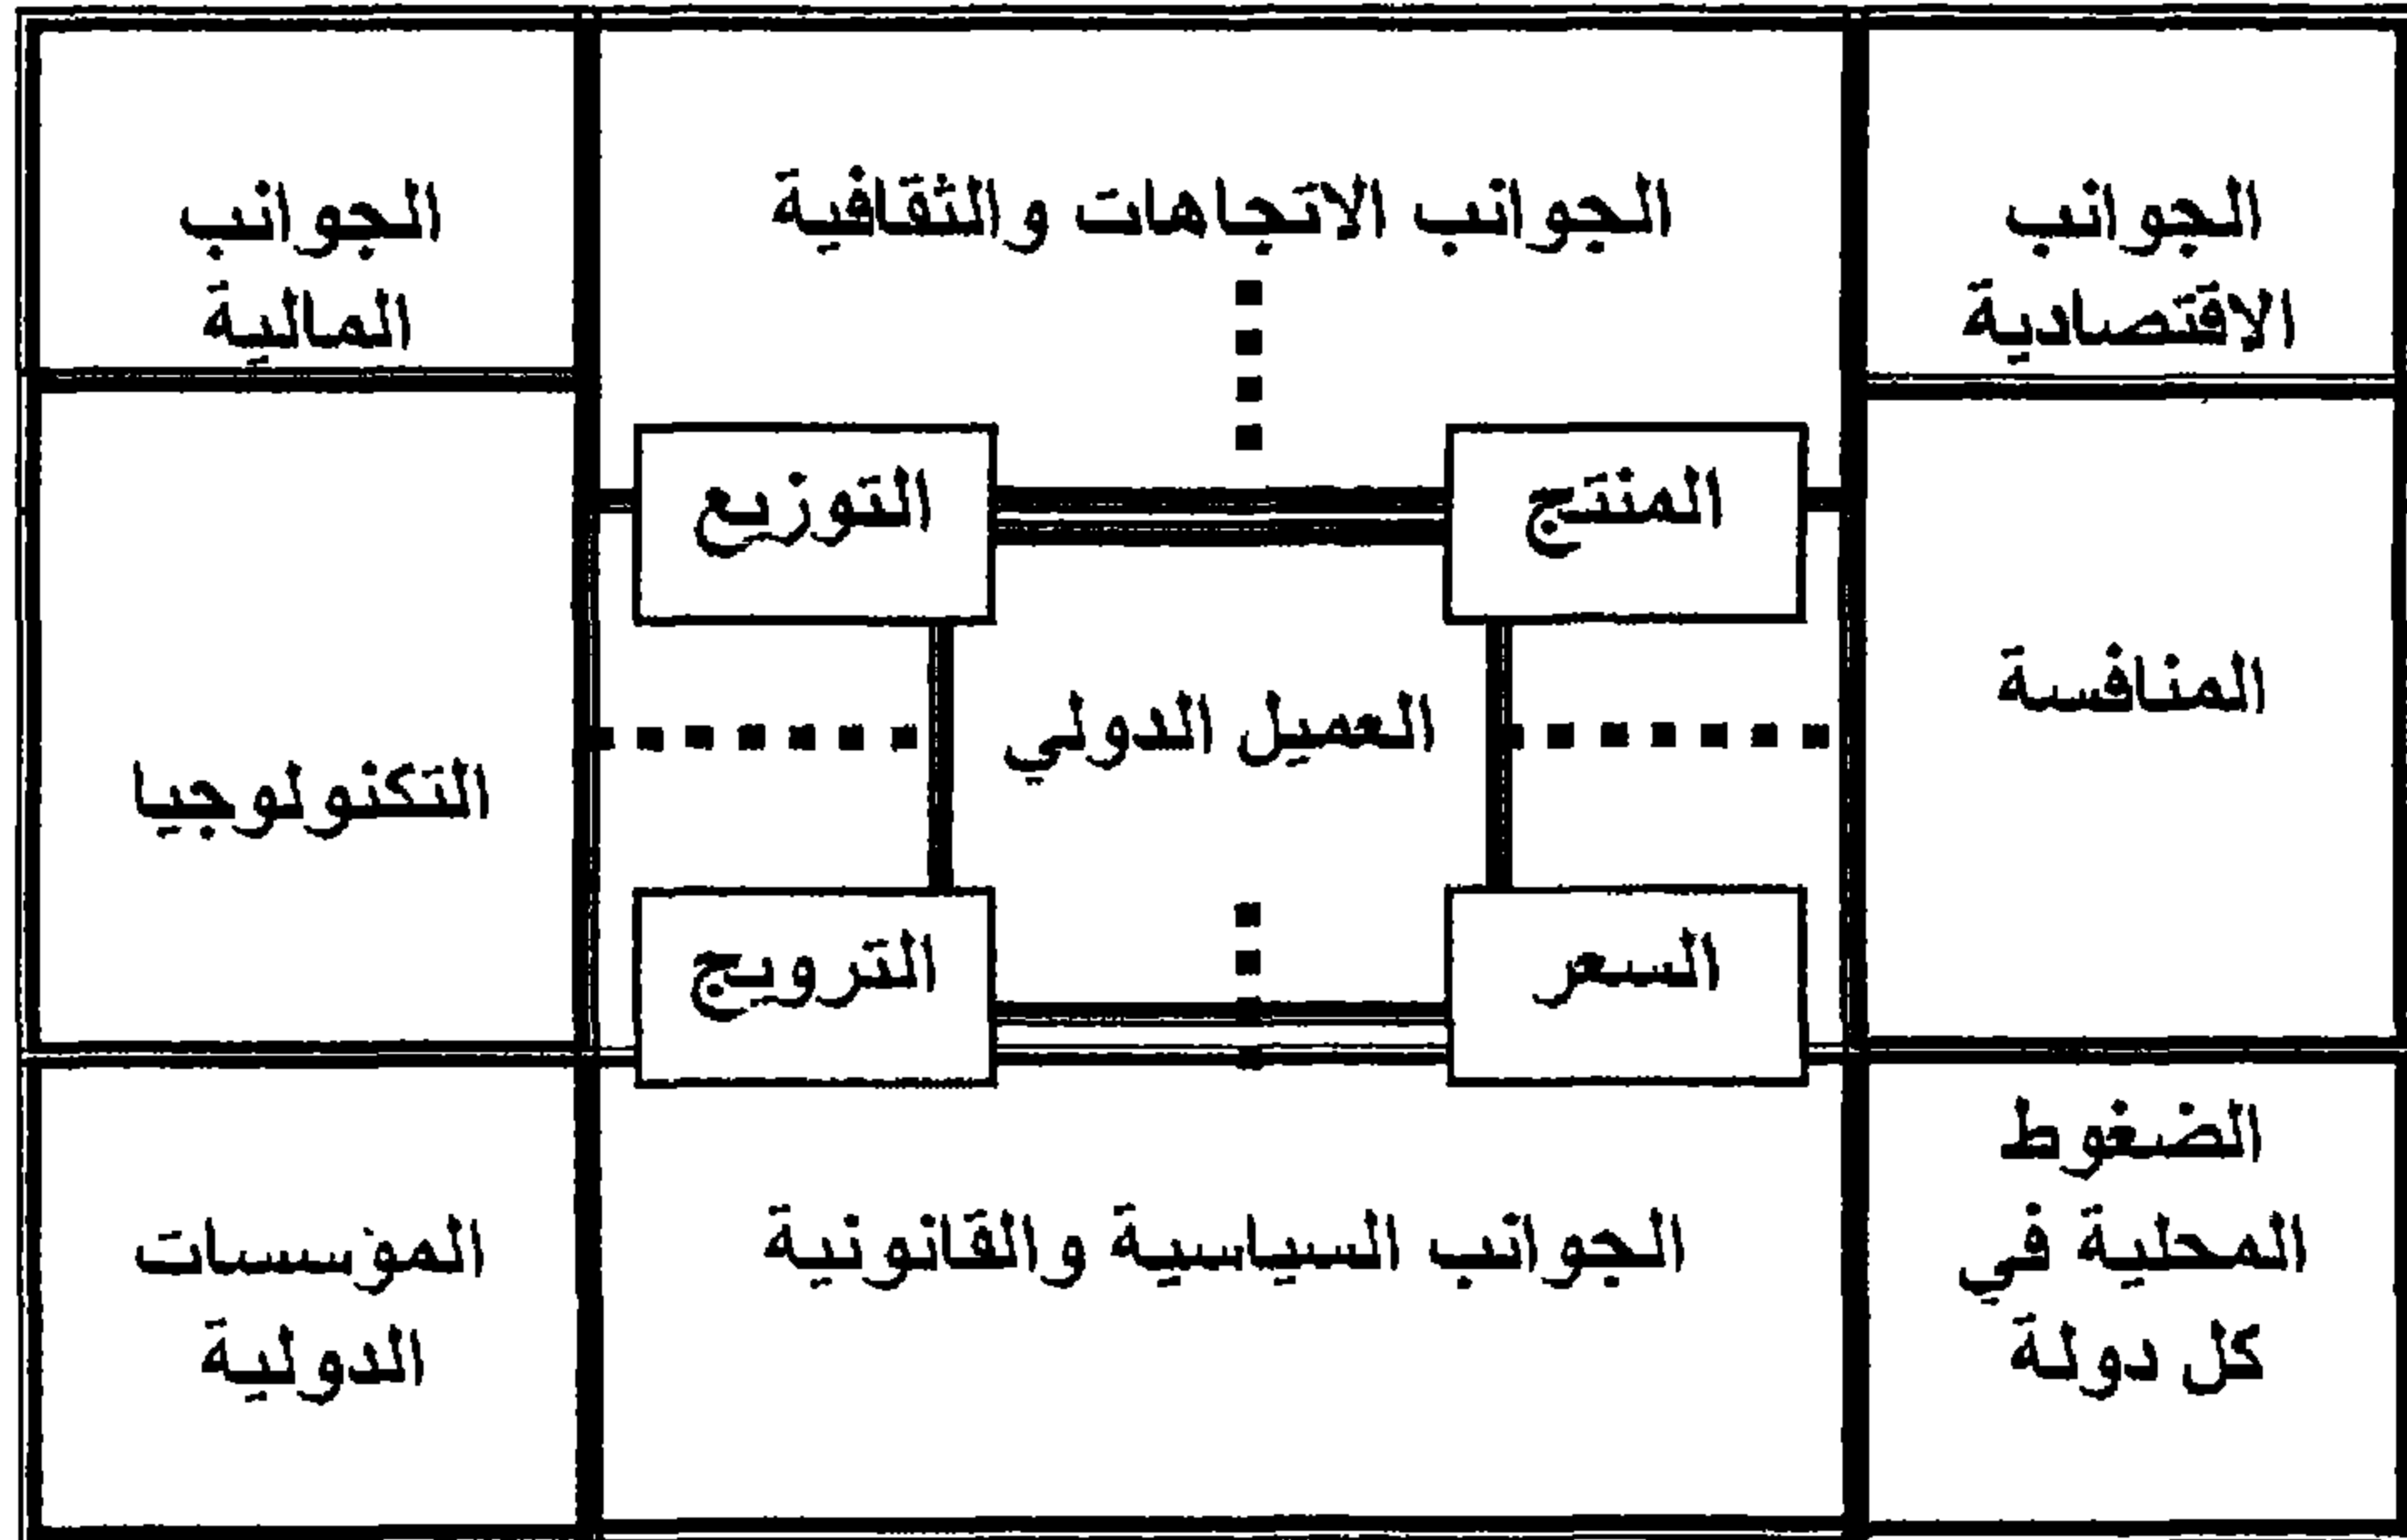 الجوانب
الاقتصادية
الجوانب الاتجاهات والثقافية
الجوانب
المالية
المنتج
التوزيع
المنافسة
العميل الدولي
التكنولوجيا
السعر
الترويج
الضغوط
المحلية في
كل دولة
الجوانب السياسية والقانونية
المؤسسات
الدولية